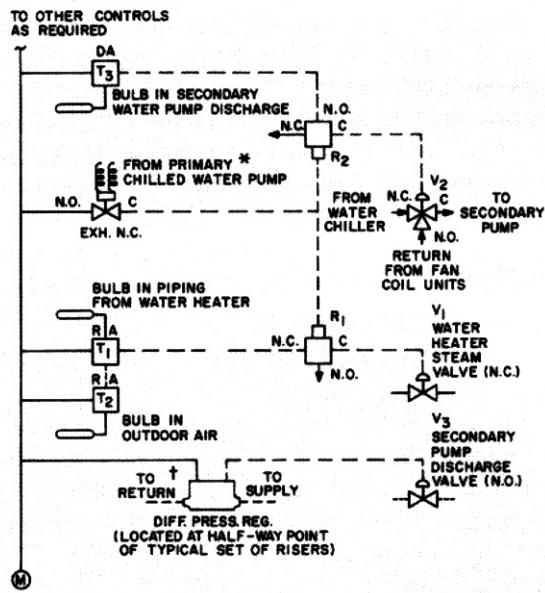 TO OTHER CONTROLS
AS REQUIRED
DA
T3
BULB IN SECONDARY
WATER PUMP DISCHARGE
N.O.
N.C.
C
R2
FROM PRIMARY *
CHILLED WATER PUMP
N.O.
C
EXH. N.C.
V2
FROM
WATER
CHILLER
N.C.
C
TO
SECONDARY
PUMP
N.O.
RETURN
FROM FAN
COIL UNITS
BULB IN PIPING
FROM WATER HEATER
R A
T1
R A
T2
BULB IN
OUTDOOR AIR
R1
N.C.
C
N.O.
V1
WATER
HEATER
STEAM
VALVE (N.C.)
V3
SECONDARY
PUMP
DISCHARGE
VALVE (N.O.)
TO †
RETURN
TO
SUPPLY
DIFF. PRESS. REG.
(LOCATED AT HALF-WAY POINT
OF TYPICAL SET OF RISERS)
M